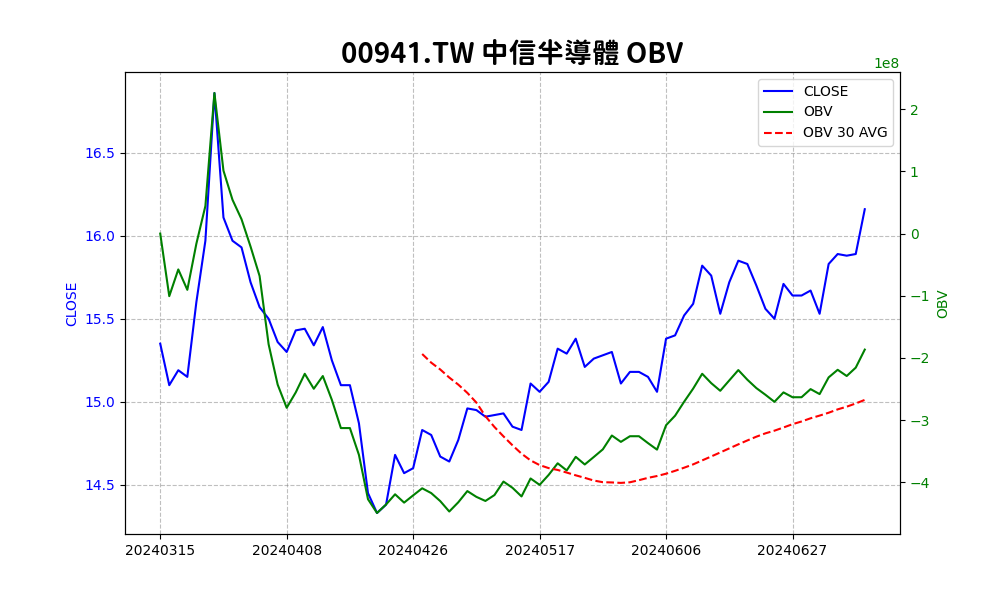 00941.TW 中信半導體 OBV
1e8
CLOSE
OBV
OBV 30 AVG
CLOSE
16.5
16.0
15.5
15.0
14.5
2
1
0
−1
−2
−3
−4
OBV
20240315 20240408 20240426 20240517 20240606 20240627